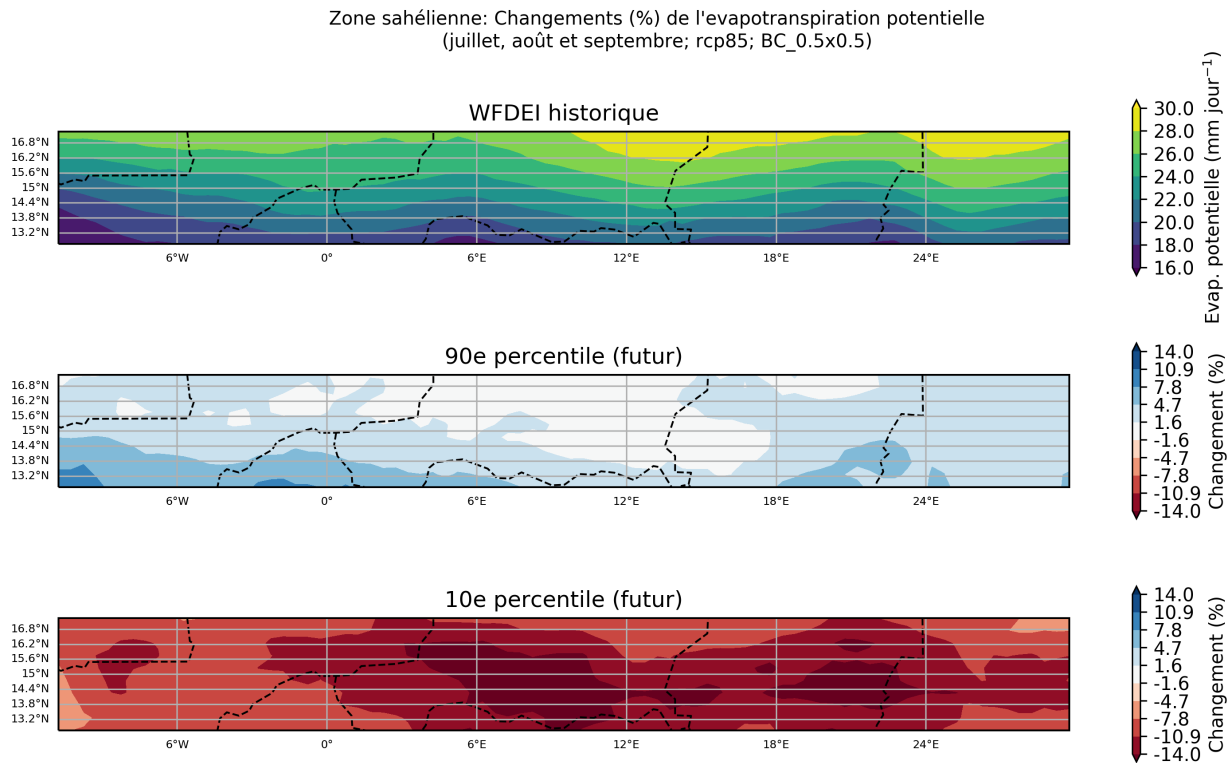 Zone sahélienne: Changements (%) de l'evapotranspiration potentielle
(juillet, août et septembre; rcp85; BC_0.5x0.5)
WFDEI historique
16.8°N
16.2°N
15.6°N
15°N
14.4°N
13.8°N
13.2°N
6°W 0° 6°E 12°E 18°E 24°E
30.0
28.0
26.0
24.0
22.0
20.0
18.0
16.0
Evap. potentielle (mm jour⁻¹)
90e percentile (futur)
16.8°N
16.2°N
15.6°N
15°N
14.4°N
13.8°N
13.2°N
6°W 0° 6°E 12°E 18°E 24°E
14.0
10.9
7.8
4.7
1.6
-1.6
-4.7
-7.8
-10.9
-14.0
Changement (%)
10e percentile (futur)
16.8°N
16.2°N
15.6°N
15°N
14.4°N
13.8°N
13.2°N
6°W 0° 6°E 12°E 18°E 24°E
14.0
10.9
7.8
4.7
1.6
-1.6
-4.7
-7.8
-10.9
-14.0
Changement (%)